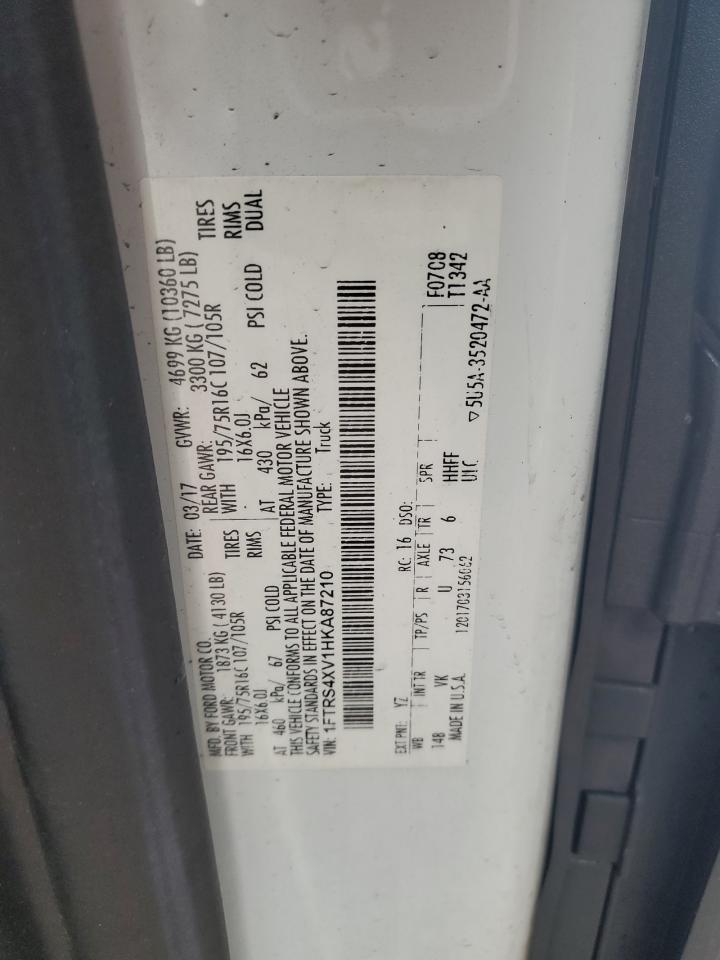 MFD. BY FORD MOTOR CO.
DATE: 03/17 GVWR: 4699 KG (10360 LB)
FRONT GAWR: 1873 KG ( 4130 LB)
REAR GAWR: 3300 KG ( 7275 LB)
WITH 195/75R16C 107/105R TIRES
WITH 195/75R16C 107/105R TIRES
16X6.0J RIMS
16X6.0J RIMS
AT 460 kPa/ 67 PSI COLD
AT 430 kPa/ 62 PSI COLD DUAL
THIS VEHICLE CONFORMS TO ALL APPLICABLE FEDERAL MOTOR VEHICLE
SAFETY STANDARDS IN EFFECT ON THE DATE OF MANUFACTURE SHOWN ABOVE.
VIN: 1FTRS4XV1HKA87210
TYPE: Truck
EXT PNT: YZ RC: 16 DSO: F07C8
T1342
WB INT TR TP/PS R AXLE TR SPR
148 VK U 73 6 HHFF
UTC
MADE IN U.S.A. 1201703156062
▽5U5A-3520472-AA